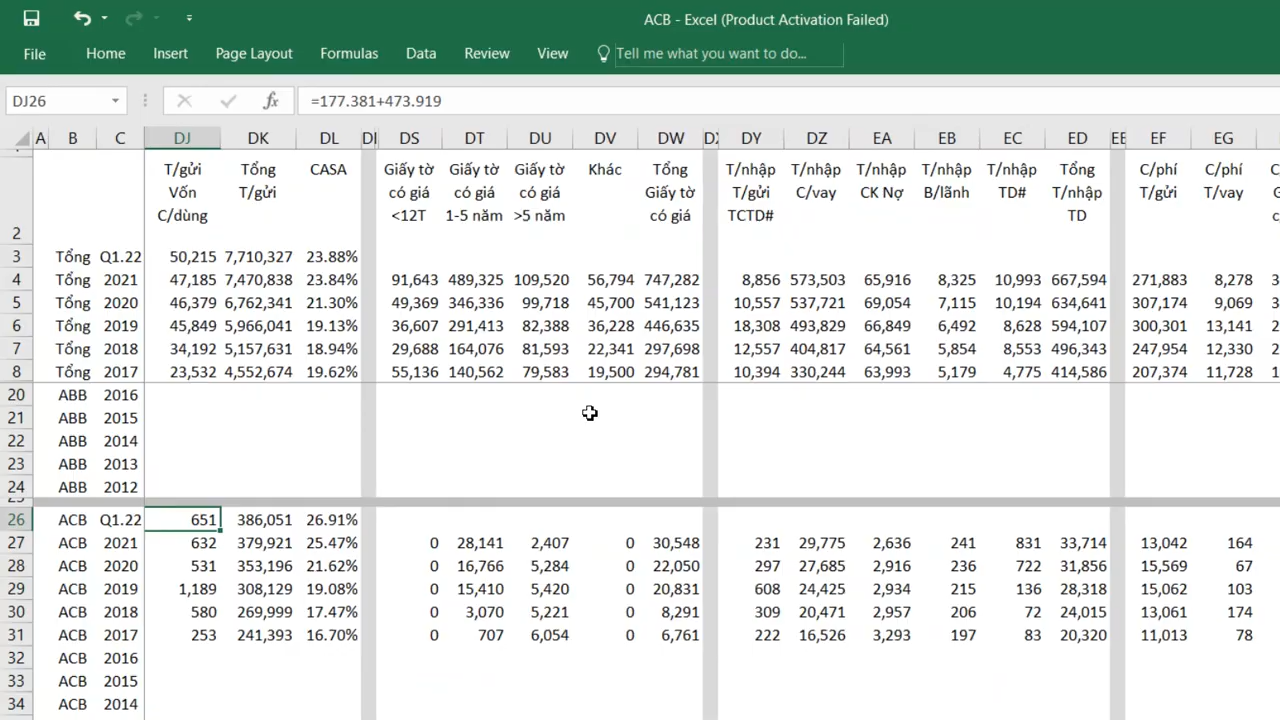 ACB - Excel (Product Activation Failed)
File Home Insert Page Layout Formulas Data Review View Tell me what you want to do...
DJ26 fx =177.381+473.919
A B C DJ DK DL DS DT DU DV DW DY DZ EA EB EC ED EF EG
T/gửi Tổng CASA Giấy tờ Giấy tờ Giấy tờ Khác Tổng T/nhập T/nhập T/nhập T/nhập T/nhập Tổng C/phí C/phí
Vốn T/gửi có giá có giá có giá Giấy tờ T/gửi C/vay CK Nợ B/lãnh TD# T/nhập T/gửi T/vay
C/dùng <12T 1-5 năm >5 năm có giá TCTD# TD
2
3 Tổng Q1.22 50,215 7,710,327 23.88%
4 Tổng 2021 47,185 7,470,838 23.84% 91,643 489,325 109,520 56,794 747,282 8,856 573,503 65,916 8,325 10,993 667,594 271,883 8,278
5 Tổng 2020 46,379 6,762,341 21.30% 49,369 346,336 99,718 45,700 541,123 10,557 537,721 69,054 7,115 10,194 634,641 307,174 9,069
6 Tổng 2019 45,849 5,966,041 19.13% 36,607 291,413 82,388 36,228 446,635 18,308 493,829 66,849 6,492 8,628 594,107 300,301 13,141
7 Tổng 2018 34,192 5,157,631 18.94% 29,688 164,076 81,593 22,341 297,698 12,557 404,817 64,561 5,854 8,553 496,343 247,954 12,330
8 Tổng 2017 23,532 4,552,674 19.62% 55,136 140,562 79,583 19,500 294,781 10,394 330,244 63,993 5,179 4,775 414,586 207,374 11,728
20 ABB 2016
21 ABB 2015
22 ABB 2014
23 ABB 2013
24 ABB 2012
26 ACB Q1.22 651 386,051 26.91%
27 ACB 2021 632 379,921 25.47% 0 28,141 2,407 0 30,548 231 29,775 2,636 241 831 33,714 13,042 164
28 ACB 2020 531 353,196 21.62% 0 16,766 5,284 0 22,050 297 27,685 2,916 236 722 31,856 15,569 67
29 ACB 2019 1,189 308,129 19.08% 0 15,410 5,420 0 20,831 608 24,425 2,934 215 136 28,318 15,062 103
30 ACB 2018 580 269,999 17.47% 0 3,070 5,221 0 8,291 309 20,471 2,957 206 72 24,015 13,061 174
31 ACB 2017 253 241,393 16.70% 0 707 6,054 0 6,761 222 16,526 3,293 197 83 20,320 11,013 78
32 ACB 2016
33 ACB 2015
34 ACB 2014